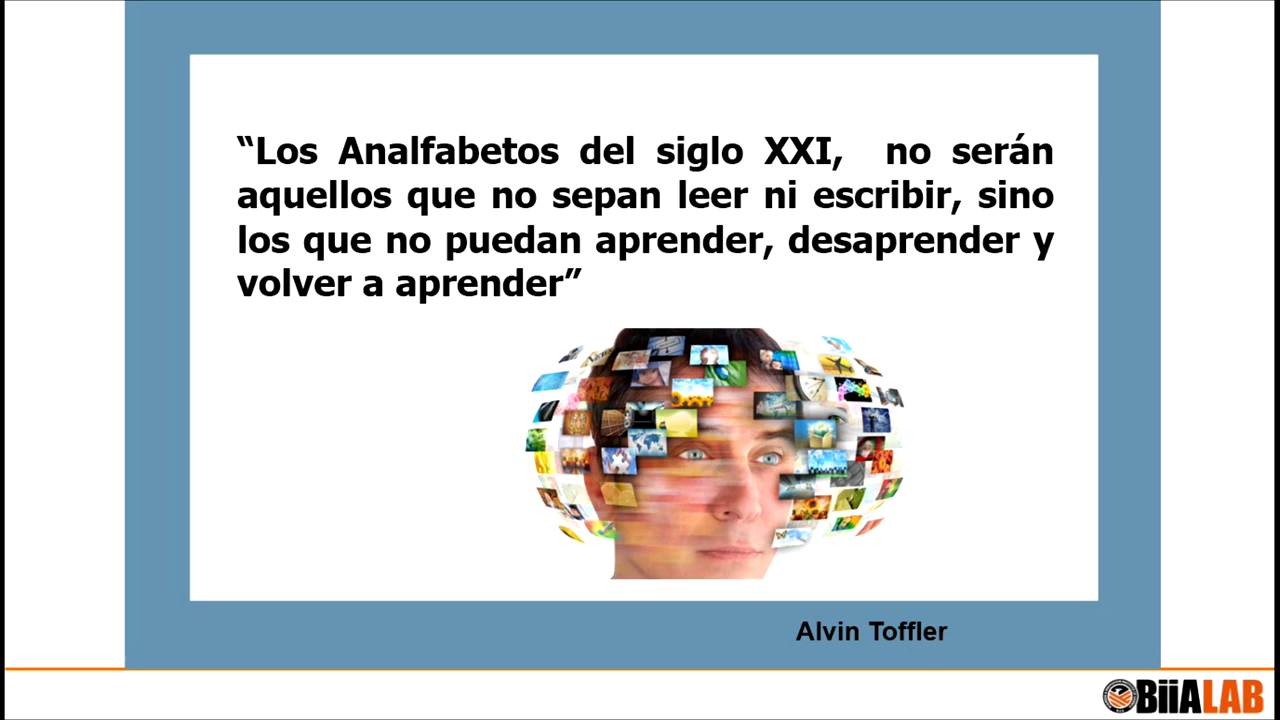 “Los Analfabetos del siglo XXI, no serán
aquellos que no sepan leer ni escribir, sino
los que no puedan aprender, desaprender y
volver a aprender”
Alvin Toffler
BiiALAB